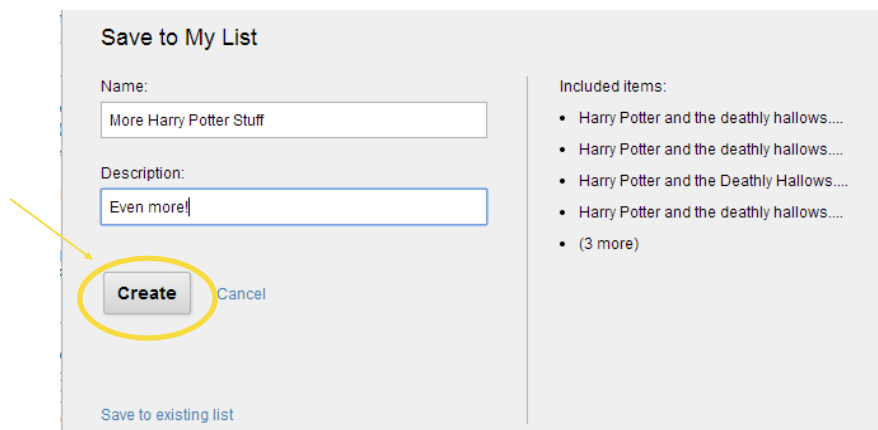 Save to My List
Name:
More Harry Potter Stuff
Description:
Even more!
Create
Cancel
Save to existing list
Included items:
• Harry Potter and the deathly hallows....
• Harry Potter and the deathly hallows....
• Harry Potter and the Deathly Hallows....
• Harry Potter and the deathly hallows....
• (3 more)